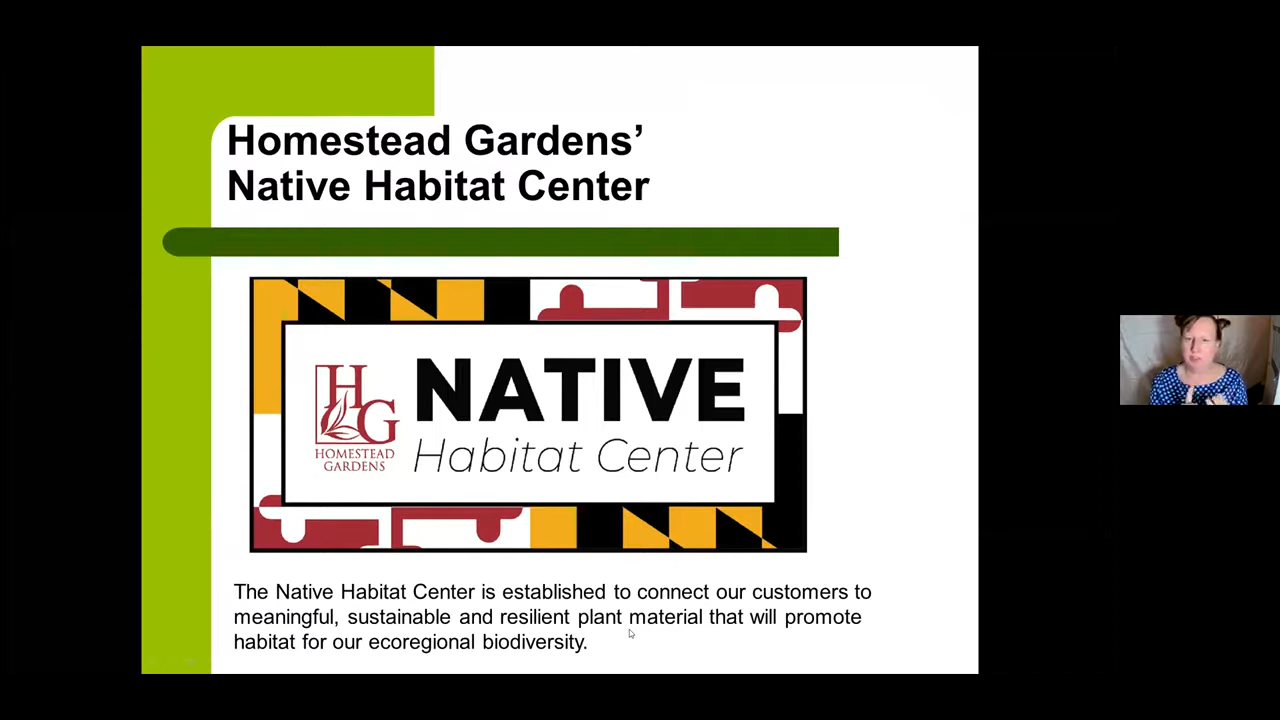 Homestead Gardens’
Native Habitat Center
NATIVE
Habitat Center
HG
HOMESTEAD
GARDENS
The Native Habitat Center is established to connect our customers to
meaningful, sustainable and resilient plant material that will promote
habitat for our ecoregional biodiversity.